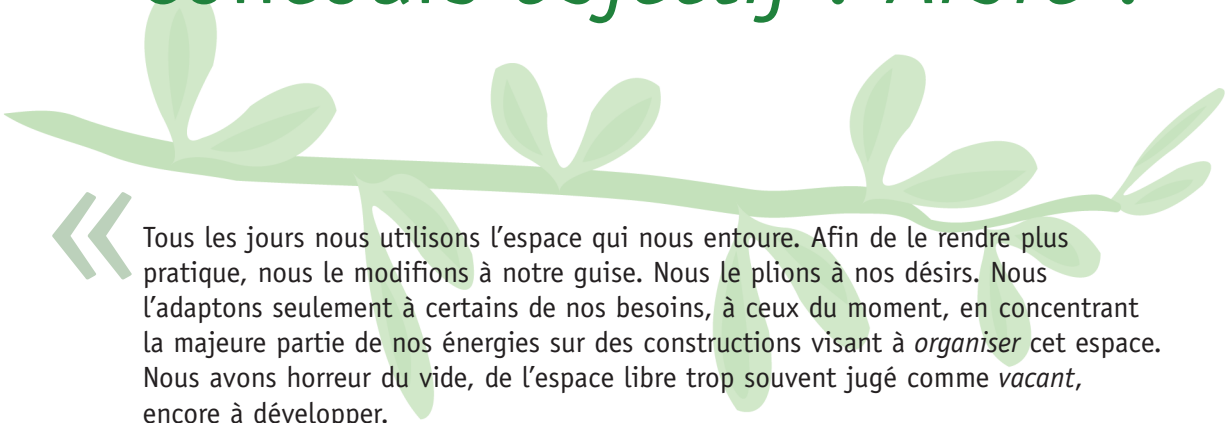 concours objectif : Arbre !
«
Tous les jours nous utilisons l’espace qui nous entoure. Afin de le rendre plus
pratique, nous le modifions à notre guise. Nous le plions à nos désirs. Nous
l’adaptons seulement à certains de nos besoins, à ceux du moment, en concentrant
la majeure partie de nos énergies sur des constructions visant à organiser cet espace.
Nous avons horreur du vide, de l’espace libre trop souvent jugé comme vacant,
encore à développer.